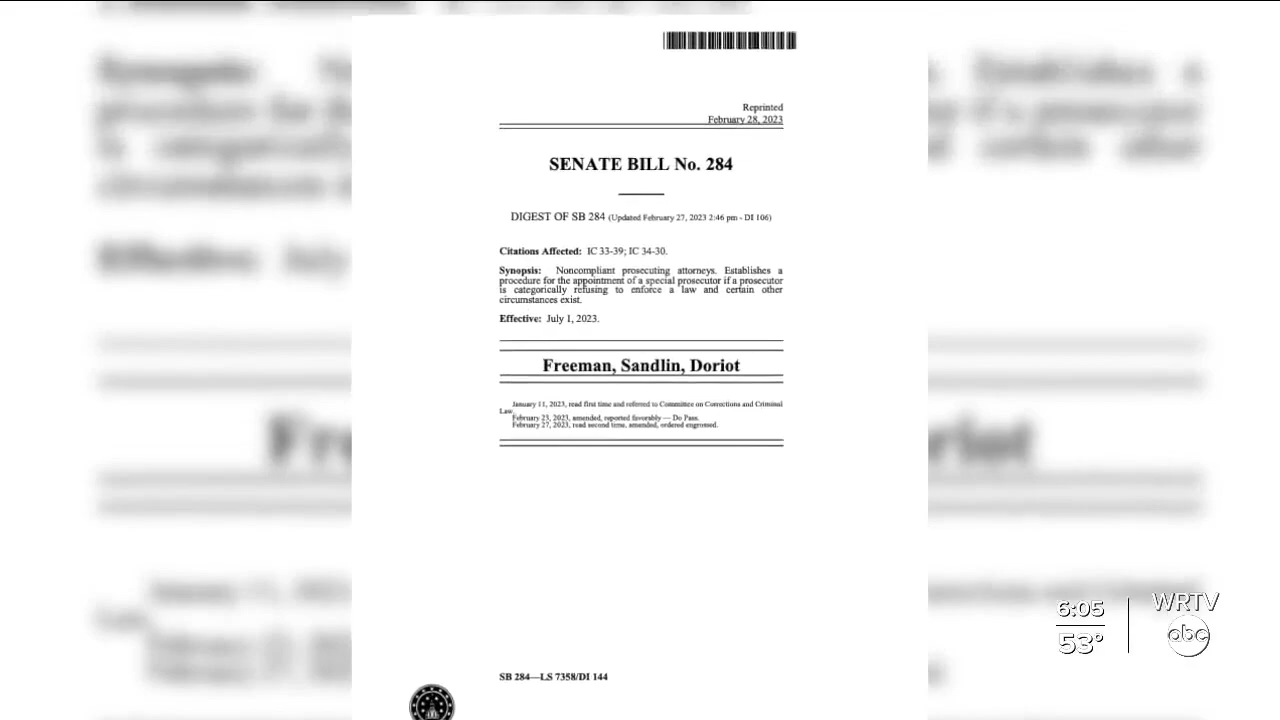 Reprinted
February 28, 2023
SENATE BILL No. 284
DIGEST OF SB 284 (Updated February 27, 2023 2:46 pm - DI 106)
Citations Affected: IC 33-39; IC 34-30.
Synopsis: Noncompliant prosecuting attorneys. Establishes a
procedure for the appointment of a special prosecutor if a prosecutor
is categorically refusing to enforce a law and certain other
circumstances exist.
Effective: July 1, 2023.
Freeman, Sandlin, Doriot
January 11, 2023, read first time and referred to Committee on Corrections and Criminal
Law.
February 23, 2023, amended, reported favorably — Do Pass.
February 27, 2023, read second time, amended, ordered engrossed.
SB 284—LS 7358/DI 144
6:05
53°
WRTV
abc